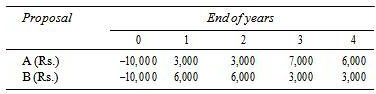 Proposal End of years
0 1 2 3 4
A (Rs.) –10,000 3,000 3,000 7,000 6,000
B (Rs.) –10,000 6,000 6,000 3,000 3,000